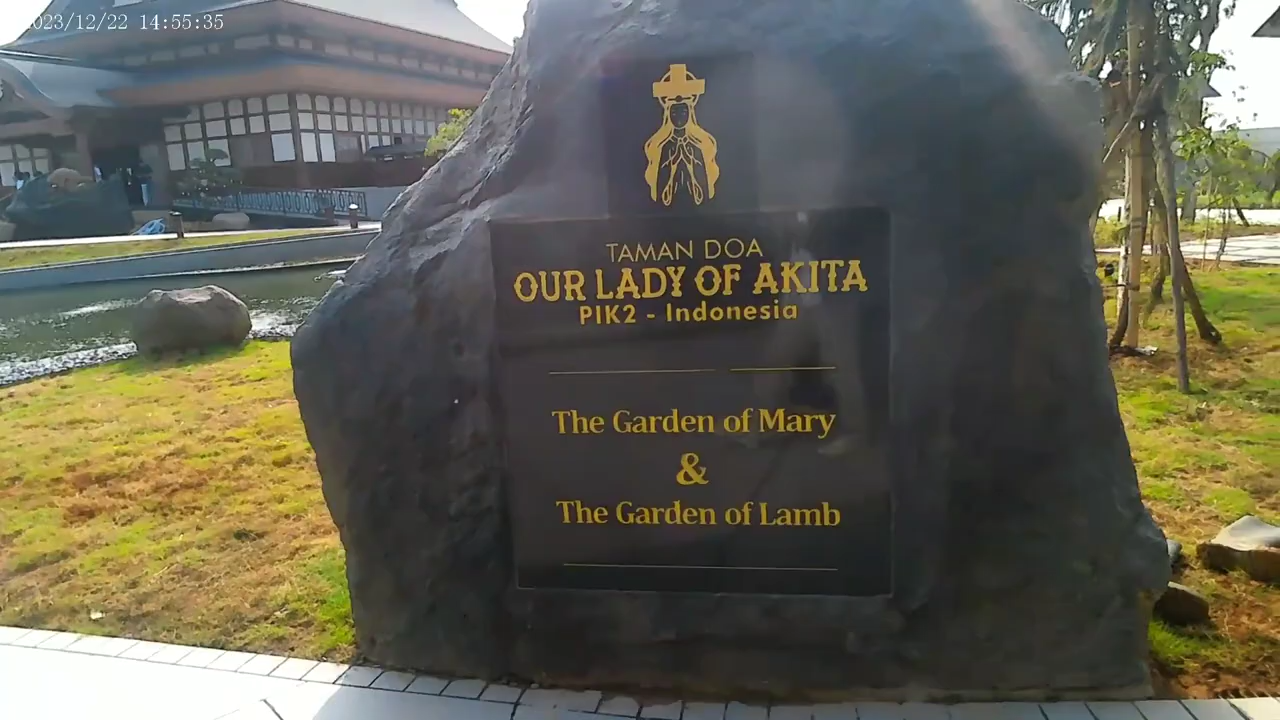 2023/12/22 14:55:35
TAMAN DOA
OUR LADY OF AKITA
PIK2 - Indonesia
The Garden of Mary
&
The Garden of Lamb